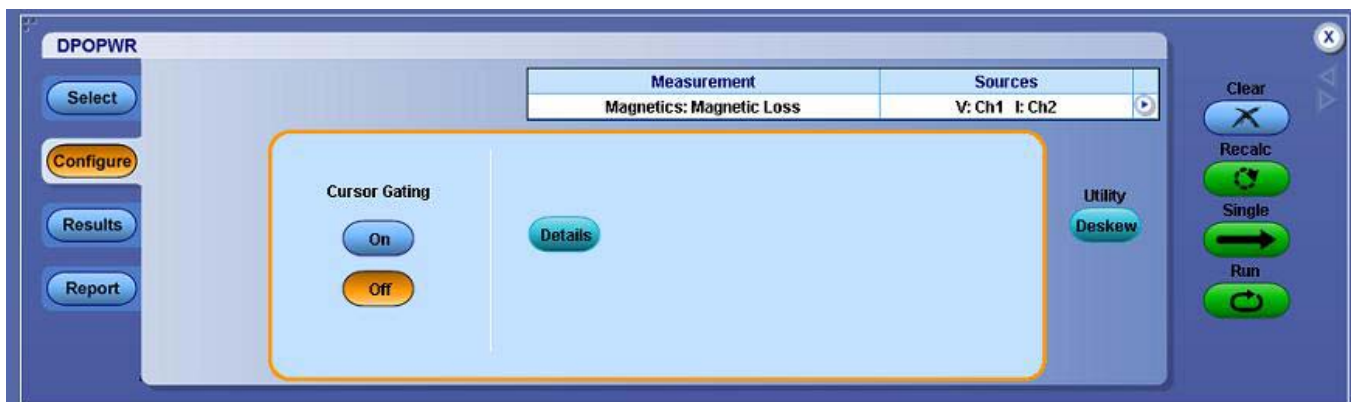 DPOPWR
Select
Configure
Results
Report
Measurement Sources
Magnetics: Magnetic Loss V: Ch1 I: Ch2
Cursor Gating
On
Off
Details
Utility
Deskew
X
Clear
Recalc
Single
Run